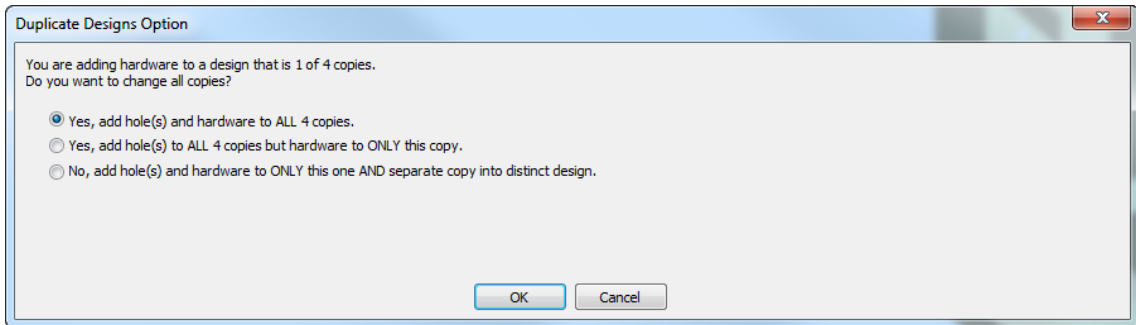 Duplicate Designs Option
You are adding hardware to a design that is 1 of 4 copies.
Do you want to change all copies?
Yes, add hole(s) and hardware to ALL 4 copies.
Yes, add hole(s) to ALL 4 copies but hardware to ONLY this copy.
No, add hole(s) and hardware to ONLY this one AND separate copy into distinct design.
OK Cancel